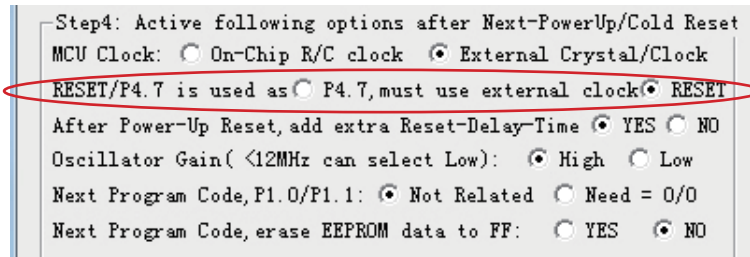 Step4: Active following options after Next-PowerUp/Cold Reset
MCU Clock: On-Chip R/C clock External Crystal/Clock
RESET/P4.7 is used as P4.7,must use external clock RESET
After Power-Up Reset,add extra Reset-Delay-Time YES NO
Oscillator Gain( <12MHz can select Low): High Low
Next Program Code,P1.0/P1.1: Not Related Need = 0/0
Next Program Code,erase EEPROM data to FF: YES NO